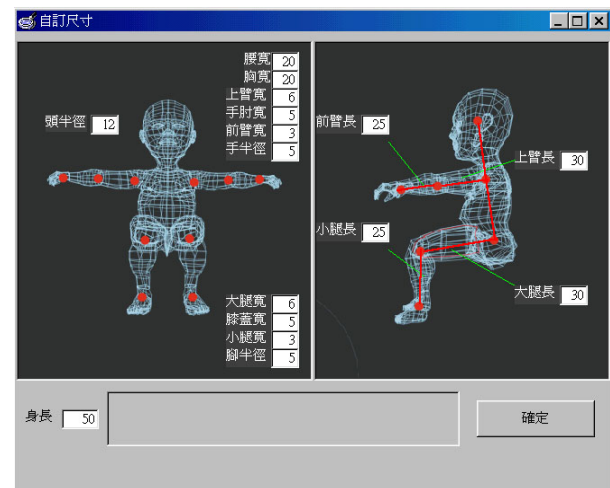 自訂尺寸
腰寬 20
胸寬 20
上臂寬 6
手肘寬 5
前臂寬 3
手半徑 5
頭半徑 12
大腿寬 6
膝蓋寬 5
小腿寬 3
腳半徑 5
前臂長 25
上臂長 30
小腿長 25
大腿長 30
身長 50
確定